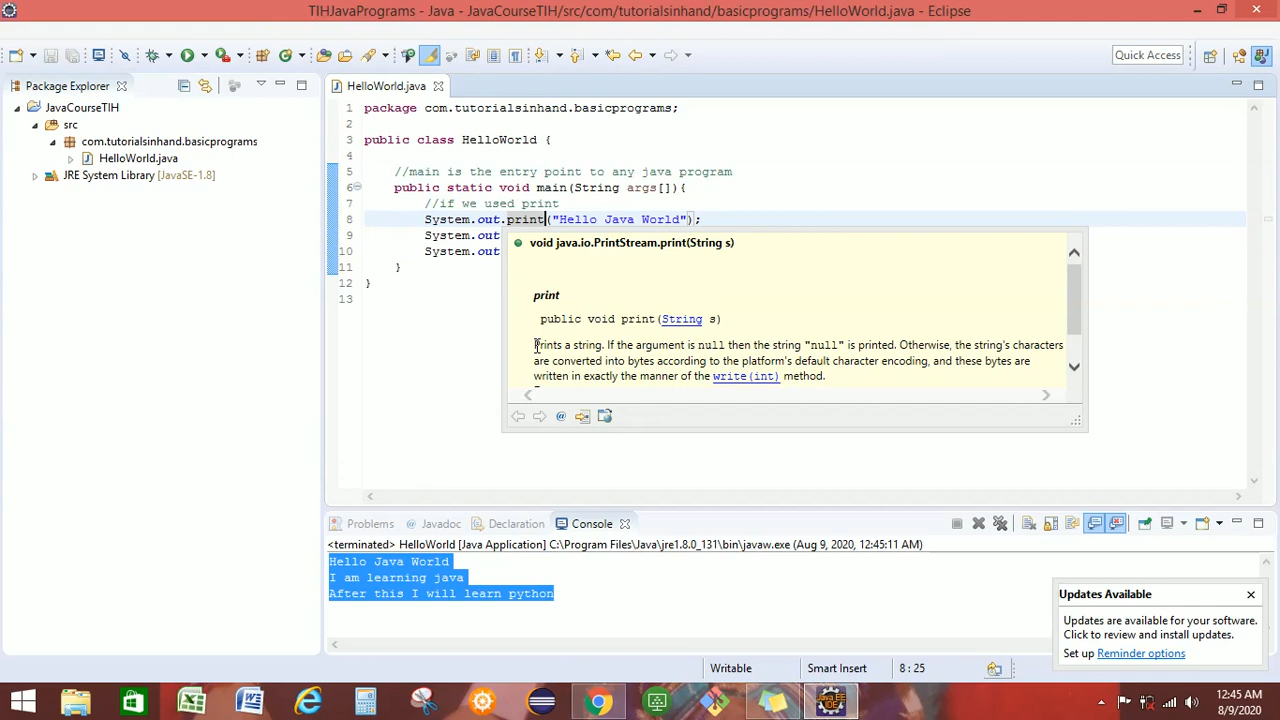 TIHJavaPrograms - Java - JavaCourseTIH/src/com/tutorialsinhand/basicprograms/HelloWorld.java - Eclipse
Quick Access
Package Explorer
JavaCourseTIH
src
com.tutorialsinhand.basicprograms
HelloWorld.java
JRE System Library [JavaSE-1.8]
HelloWorld.java
1 package com.tutorialsinhand.basicprograms;
2
3 public class HelloWorld {
4
5 //main is the entry point to any java program
6 public static void main(String args[]){
7 //if we used print
8 System.out.print("Hello Java World");
9 System.out
10 System.out
11 }
12 }
13
void java.io.PrintStream.print(String s)
print
public void print(String s)
Prints a string. If the argument is null then the string "null" is printed. Otherwise, the string's characters
are converted into bytes according to the platform's default character encoding, and these bytes are
written in exactly the manner of the write(int) method.
@
Problems @ Javadoc Declaration Console
<terminated> HelloWorld [Java Application] C:\Program Files\Java\jre1.8.0_131\bin\javaw.exe (Aug 9, 2020, 12:45:11 AM)
Hello Java World
I am learning java
After this I will learn python
Updates Available
Updates are available for your software.
Click to review and install updates.
Set up Reminder options
Writable Smart Insert 8 : 25
12:45 AM
8/9/2020